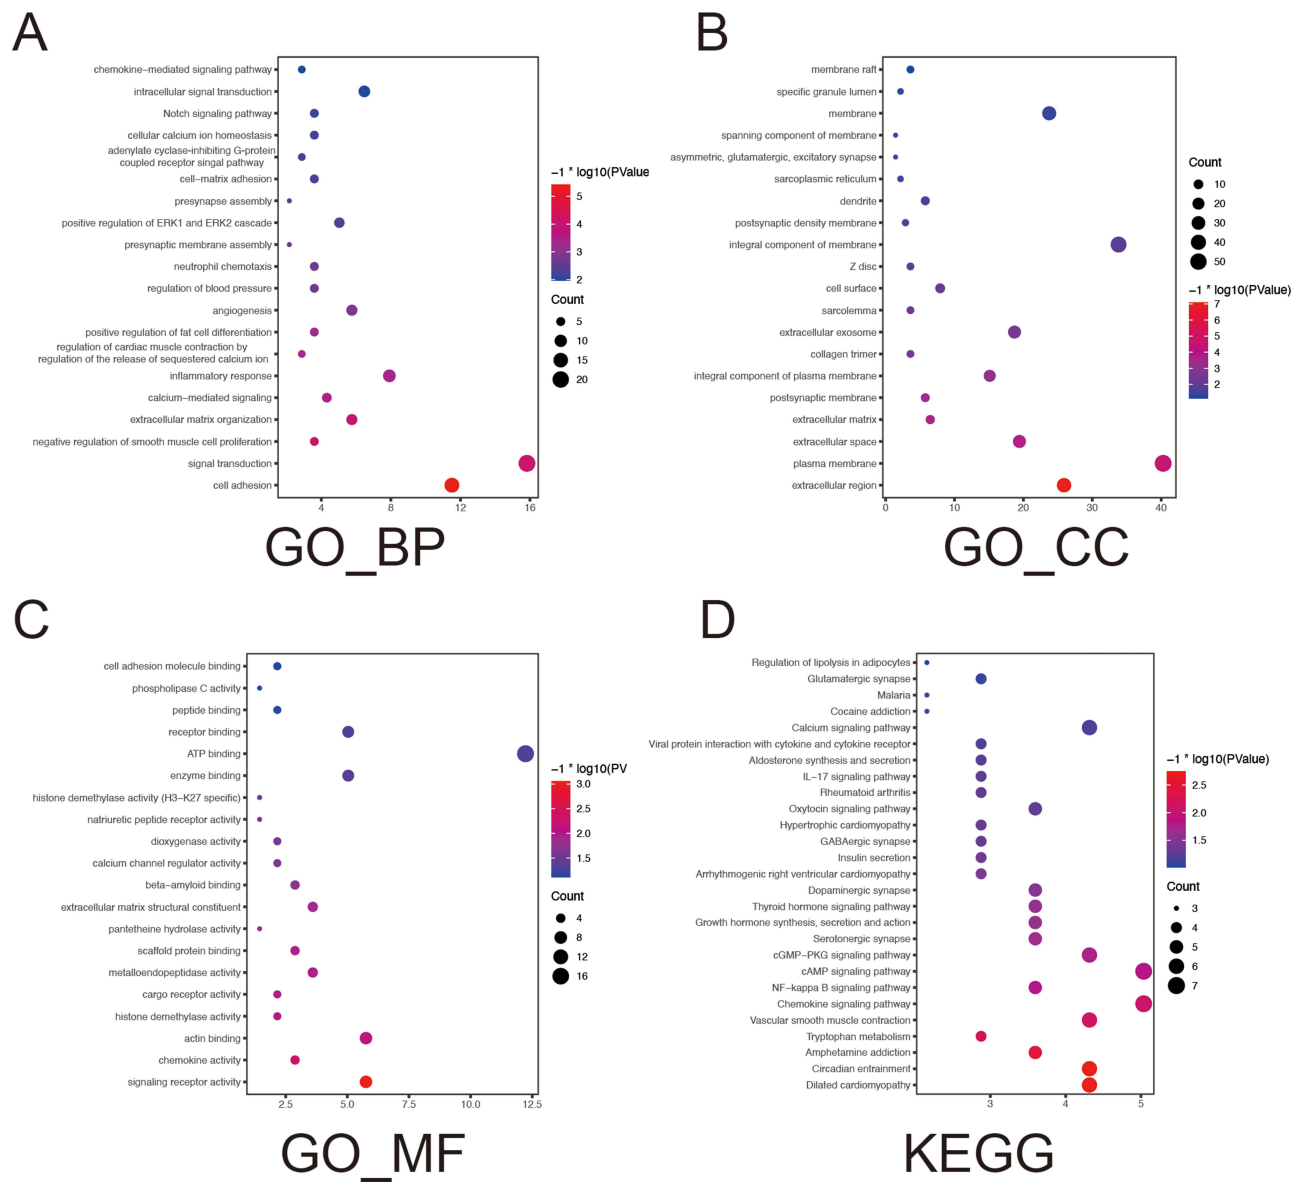 A
chemokine−mediated signaling pathway
intracellular signal transduction
Notch signaling pathway
cellular calcium ion homeostasis
adenylate cyclase-inhibiting G-protein
coupled receptor singal pathway
cell−matrix adhesion
presynapse assembly
positive regulation of ERK1 and ERK2 cascade
presynaptic membrane assembly
neutrophil chemotaxis
regulation of blood pressure
angiogenesis
positive regulation of fat cell differentiation
regulation of cardiac muscle contraction by
regulation of the release of sequestered calcium ion
inflammatory response
calcium−mediated signaling
extracellular matrix organization
negative regulation of smooth muscle cell proliferation
signal transduction
cell adhesion
4 8 12 16
−1 * log10(PValue
5
4
3
2
Count
5
10
15
20
GO_BP
B
membrane raft
specific granule lumen
membrane
spanning component of membrane
asymmetric, glutamatergic, excitatory synapse
sarcoplasmic reticulum
dendrite
postsynaptic density membrane
integral component of membrane
Z disc
cell surface
sarcolemma
extracellular exosome
collagen trimer
integral component of plasma membrane
postsynaptic membrane
extracellular matrix
extracellular space
plasma membrane
extracellular region
0 10 20 30 40
Count
10
20
30
40
50
−1 * log10(PValue)
7
6
5
4
3
2
GO_CC
C
cell adhesion molecule binding
phospholipase C activity
peptide binding
receptor binding
ATP binding
enzyme binding
histone demethylase activity (H3−K27 specific)
natriuretic peptide receptor activity
dioxygenase activity
calcium channel regulator activity
beta−amyloid binding
extracellular matrix structural constituent
pantetheine hydrolase activity
scaffold protein binding
metalloendopeptidase activity
cargo receptor activity
histone demethylase activity
actin binding
chemokine activity
signaling receptor activity
2.5 5.0 7.5 10.0 12.5
−1 * log10(PV
3.0
2.5
2.0
1.5
Count
4
8
12
16
GO_MF
D
Regulation of lipolysis in adipocytes
Glutamatergic synapse
Malaria
Cocaine addiction
Calcium signaling pathway
Viral protein interaction with cytokine and cytokine receptor
Aldosterone synthesis and secretion
IL−17 signaling pathway
Rheumatoid arthritis
Oxytocin signaling pathway
Hypertrophic cardiomyopathy
GABAergic synapse
Insulin secretion
Arrhythmogenic right ventricular cardiomyopathy
Dopaminergic synapse
Thyroid hormone signaling pathway
Growth hormone synthesis, secretion and action
Serotonergic synapse
cGMP−PKG signaling pathway
cAMP signaling pathway
NF−kappa B signaling pathway
Chemokine signaling pathway
Vascular smooth muscle contraction
Tryptophan metabolism
Amphetamine addiction
Circadian entrainment
Dilated cardiomyopathy
3 4 5
−1 * log10(PValue)
2.5
2.0
1.5
Count
3
4
5
6
7
KEGG